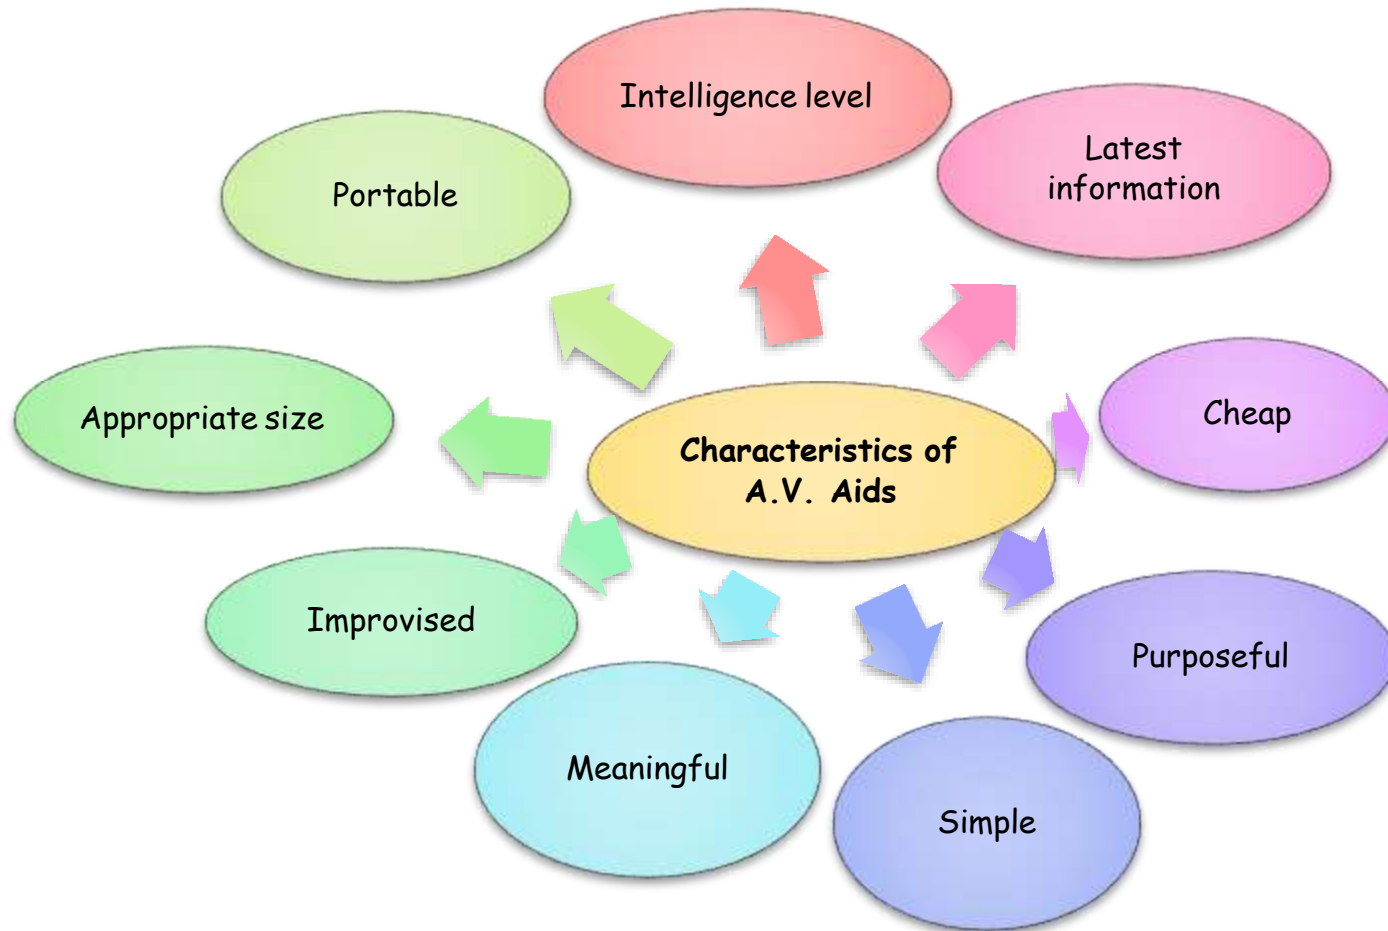 Intelligence level
Latest
information
Portable
Cheap
Appropriate size
Characteristics of
A.V. Aids
Improvised
Purposeful
Meaningful
Simple